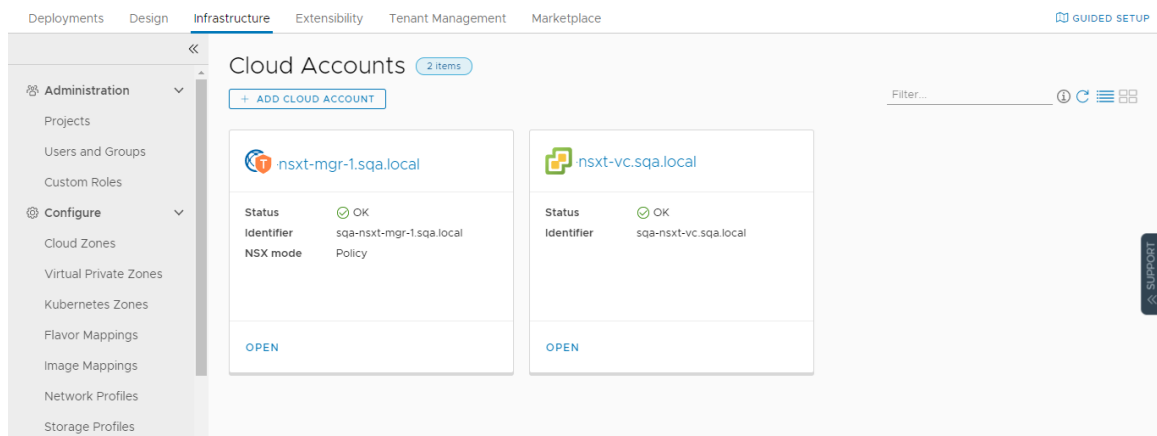 Deployments Design Infrastructure Extensibility Tenant Management Marketplace GUIDED SETUP
Administration
Projects
Users and Groups
Custom Roles
Configure
Cloud Zones
Virtual Private Zones
Kubernetes Zones
Flavor Mappings
Image Mappings
Network Profiles
Storage Profiles
Cloud Accounts 2 items
+ ADD CLOUD ACCOUNT
Filter...
T
-nsxt-mgr-1.sqa.local
Status OK
Identifier sqa-nsxt-mgr-1.sqa.local
NSX mode Policy
OPEN
-nsxt-vc.sqa.local
Status OK
Identifier sqa-nsxt-vc.sqa.local
OPEN
SUPPORT